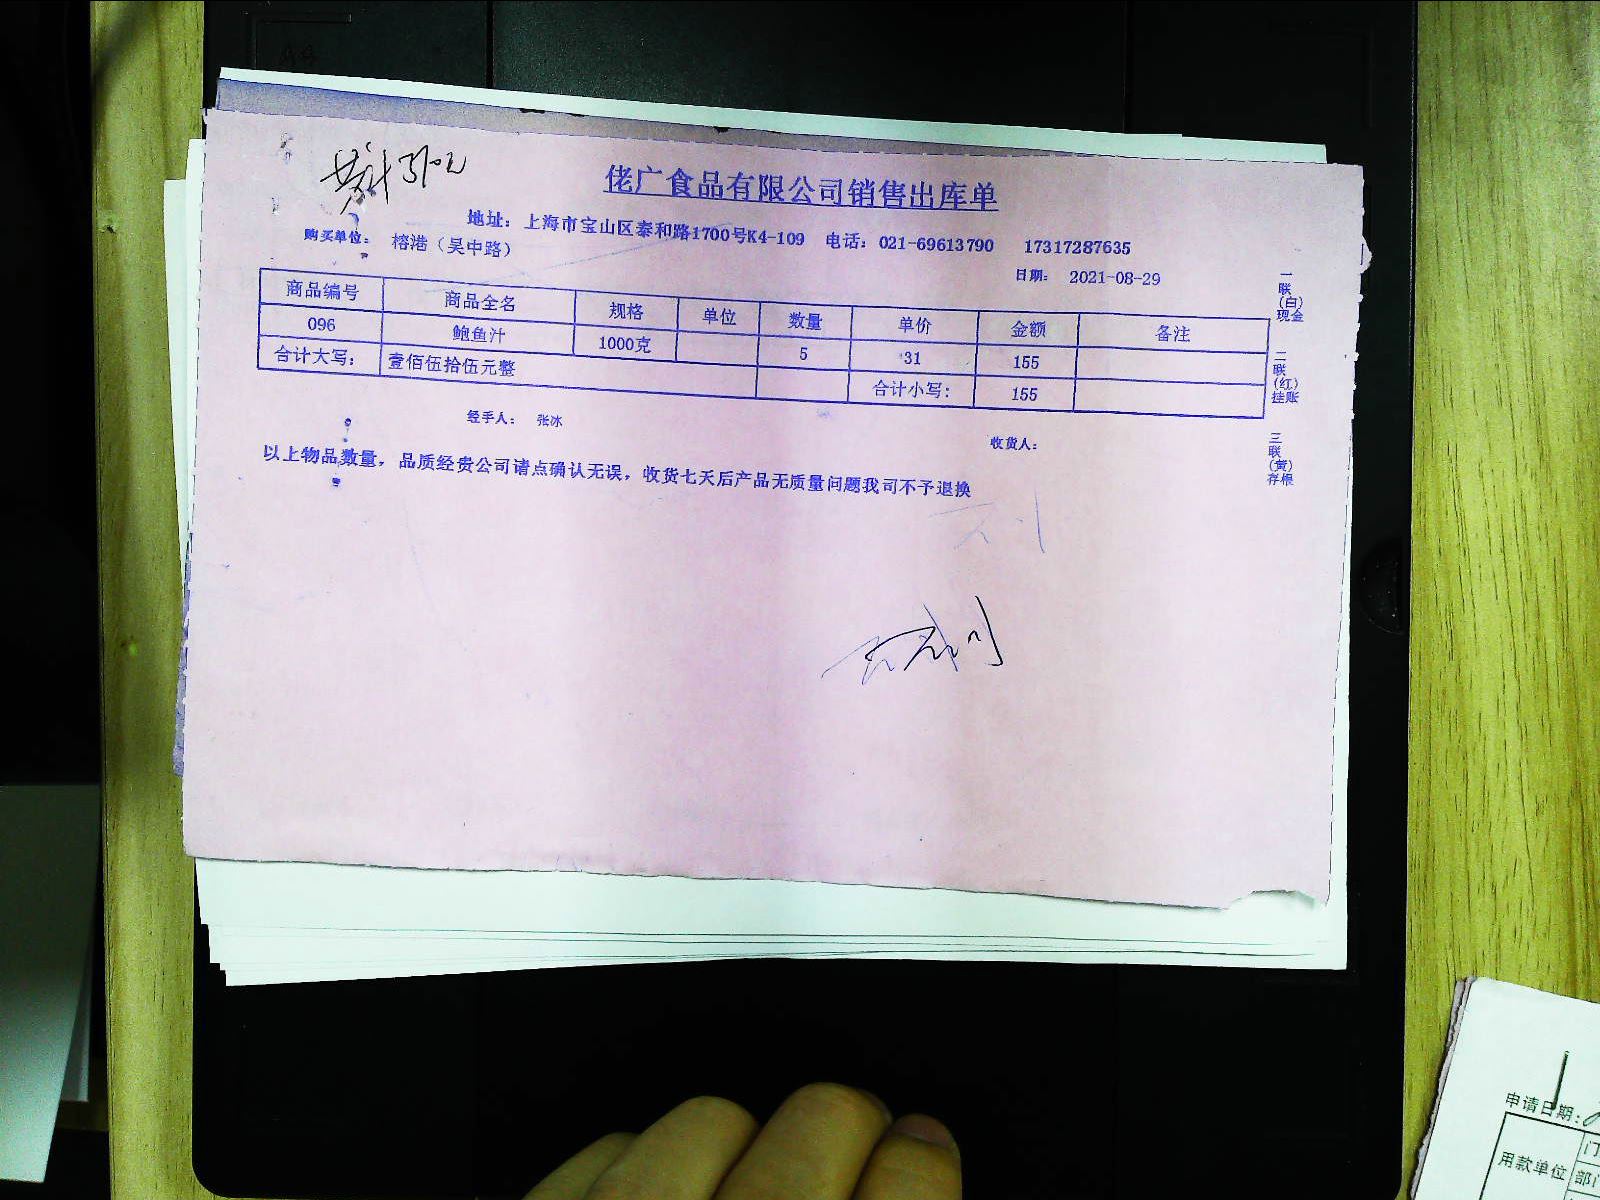 佬广食品有限公司销售出库单
地址：上海市宝山区泰和路1700号K4-109 电话：021-69613790 17317287635
购买单位：榕港（吴中路）
日期：2021-08-29
商品编号 商品全名 规格 单位 数量 单价 金额 备注
096 鲍鱼汁 1000克 5 31 155
合计大写：壹佰伍拾伍元整 合计小写：155
经手人：张冰 收货人：
以上物品数量，品质经贵公司请点确认无误，收货七天后产品无质量问题我司不予退换
一联（白）现金
二联（红）挂账
三联（黄）存根
申请日期：
用款单位